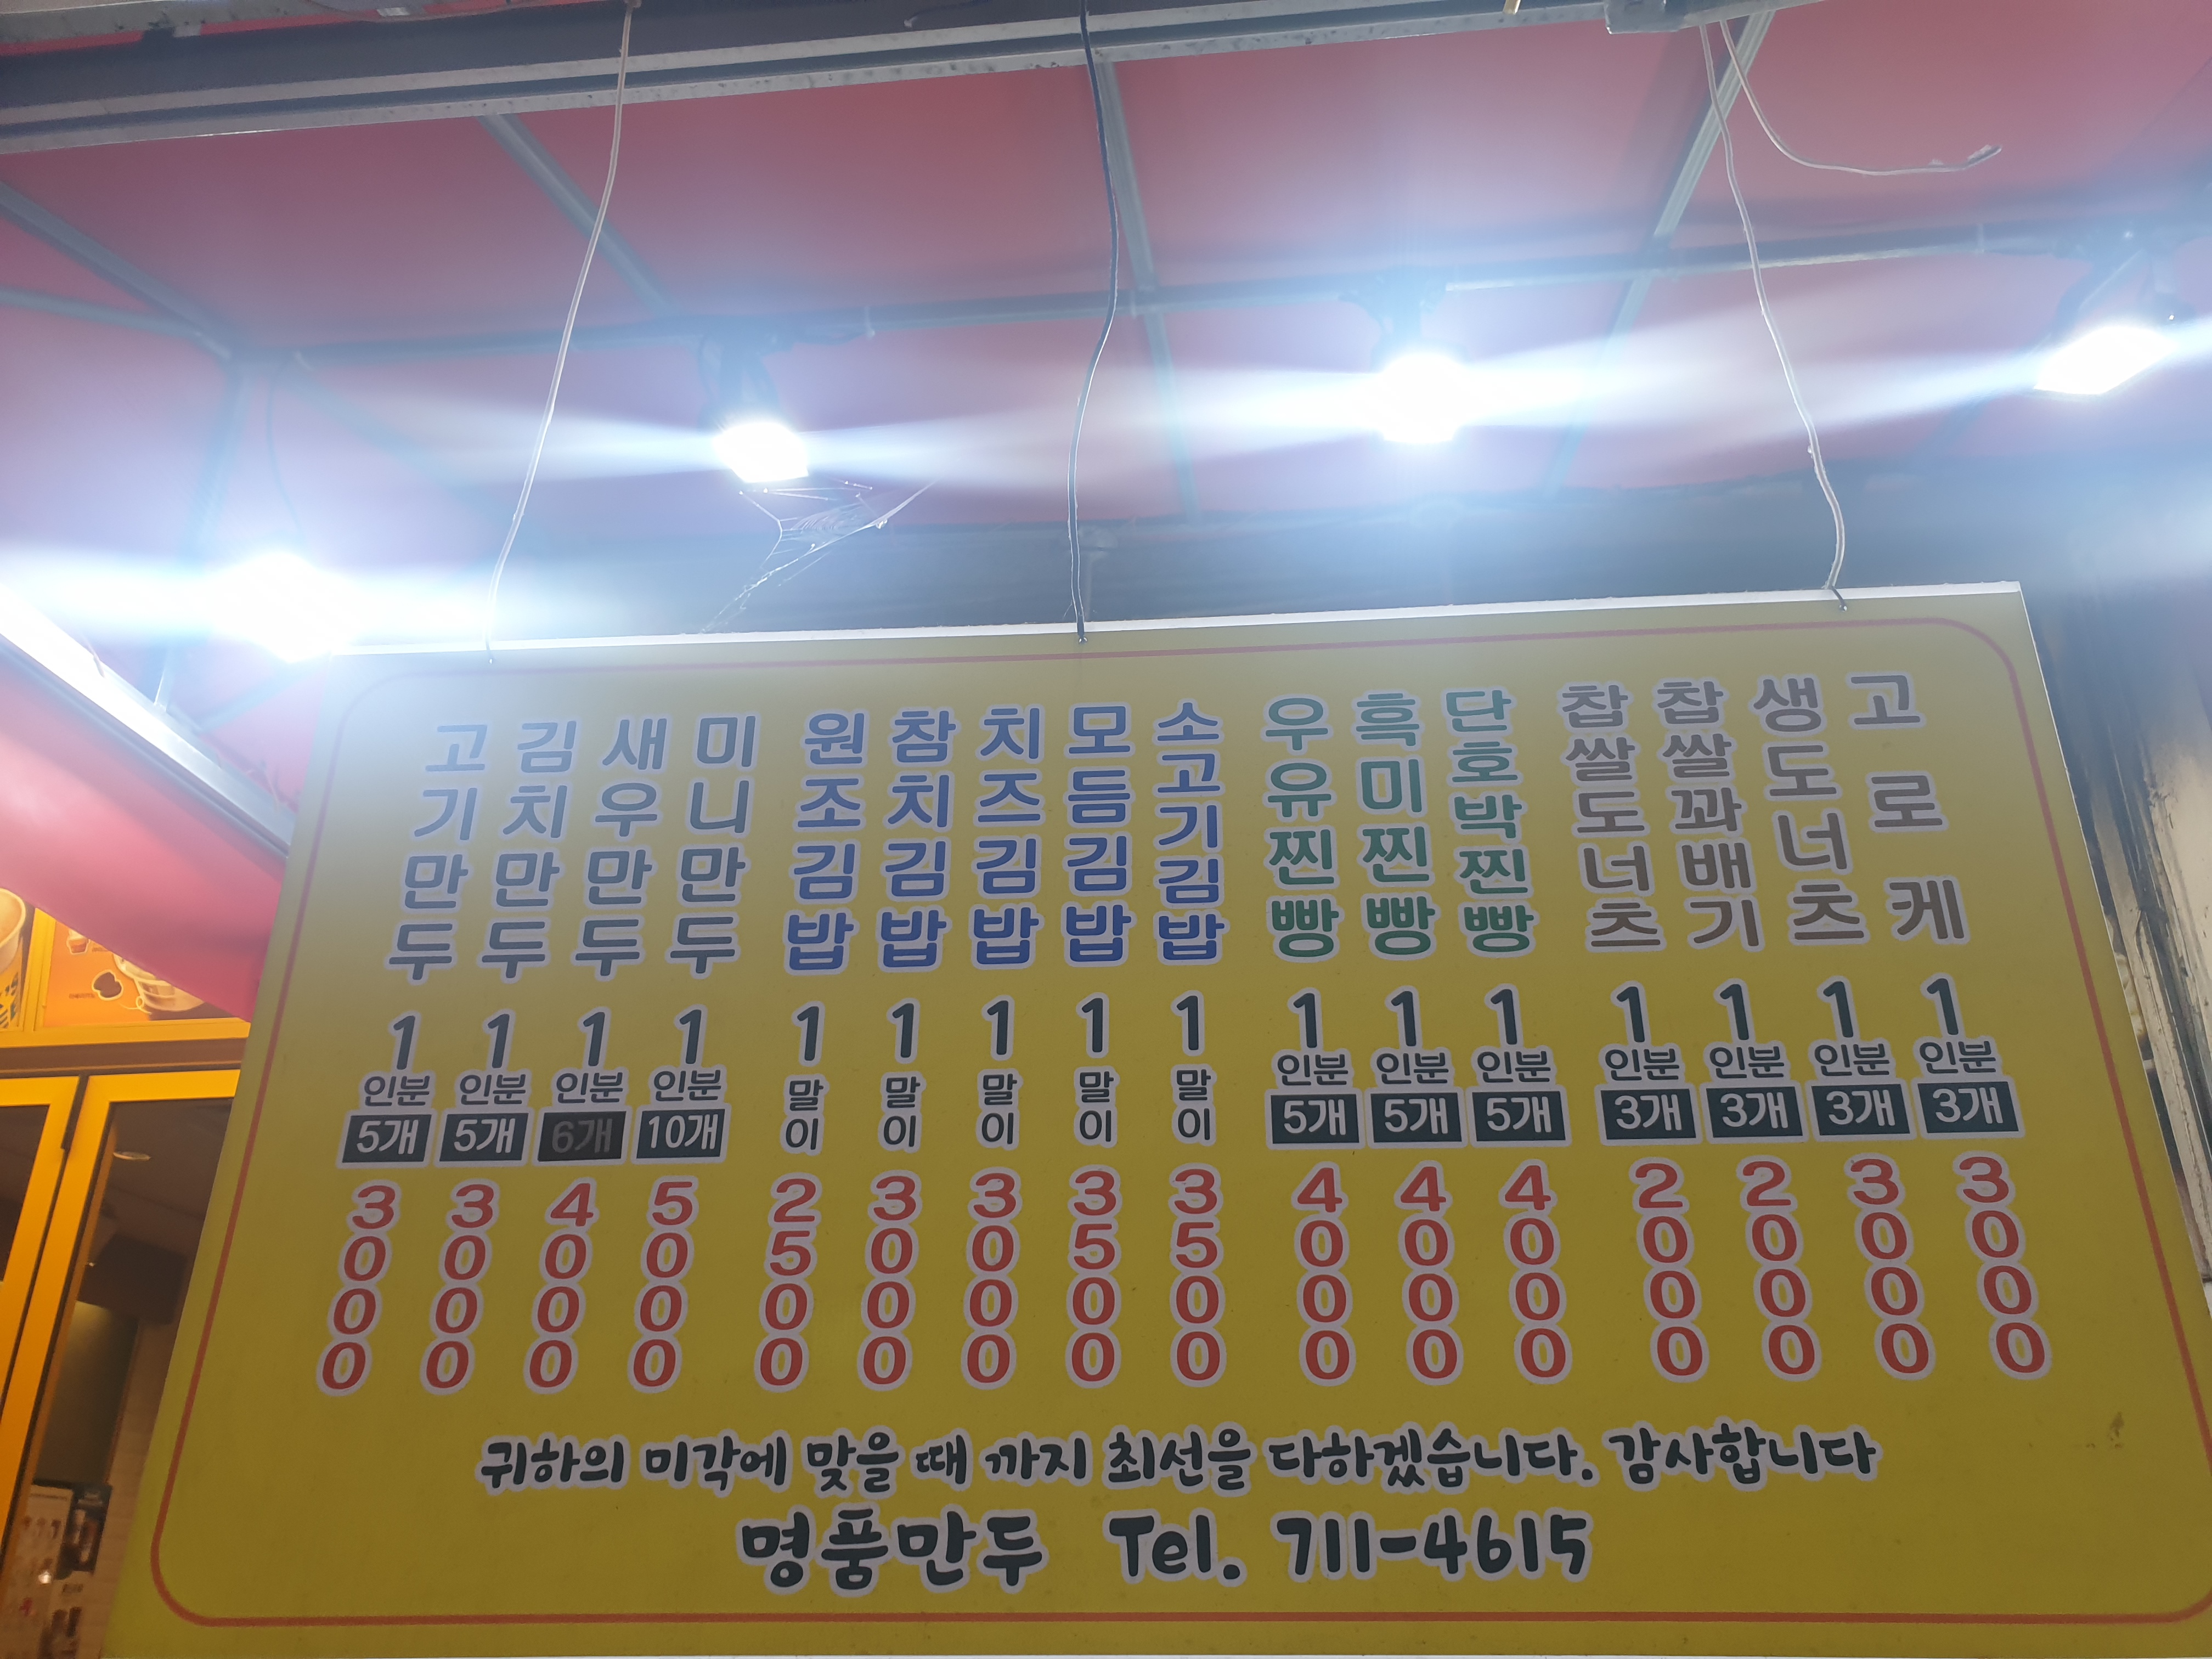 고기만두 1인분 5개 3000
김치만두 1인분 5개 3000
새우만두 1인분 6개 4000
미니만두 1인분 10개 5000
원조김밥 1말이 2500
참치김밥 1말이 3000
치즈김밥 1말이 3000
모듬김밥 1말이 3500
소고기김밥 1말이 3500
우유찐빵 1인분 5개 4000
흑미찐빵 1인분 5개 4000
단호박찐빵 1인분 5개 4000
찹쌀도너츠 1인분 3개 2000
찹쌀꽈배기 1인분 3개 2000
생도너츠 1인분 3개 3000
고로케 1인분 3개 3000
귀하의 미각에 맞을 때 까지 최선을 다하겠습니다. 감사합니다
명품만두 Tel. 711-4615